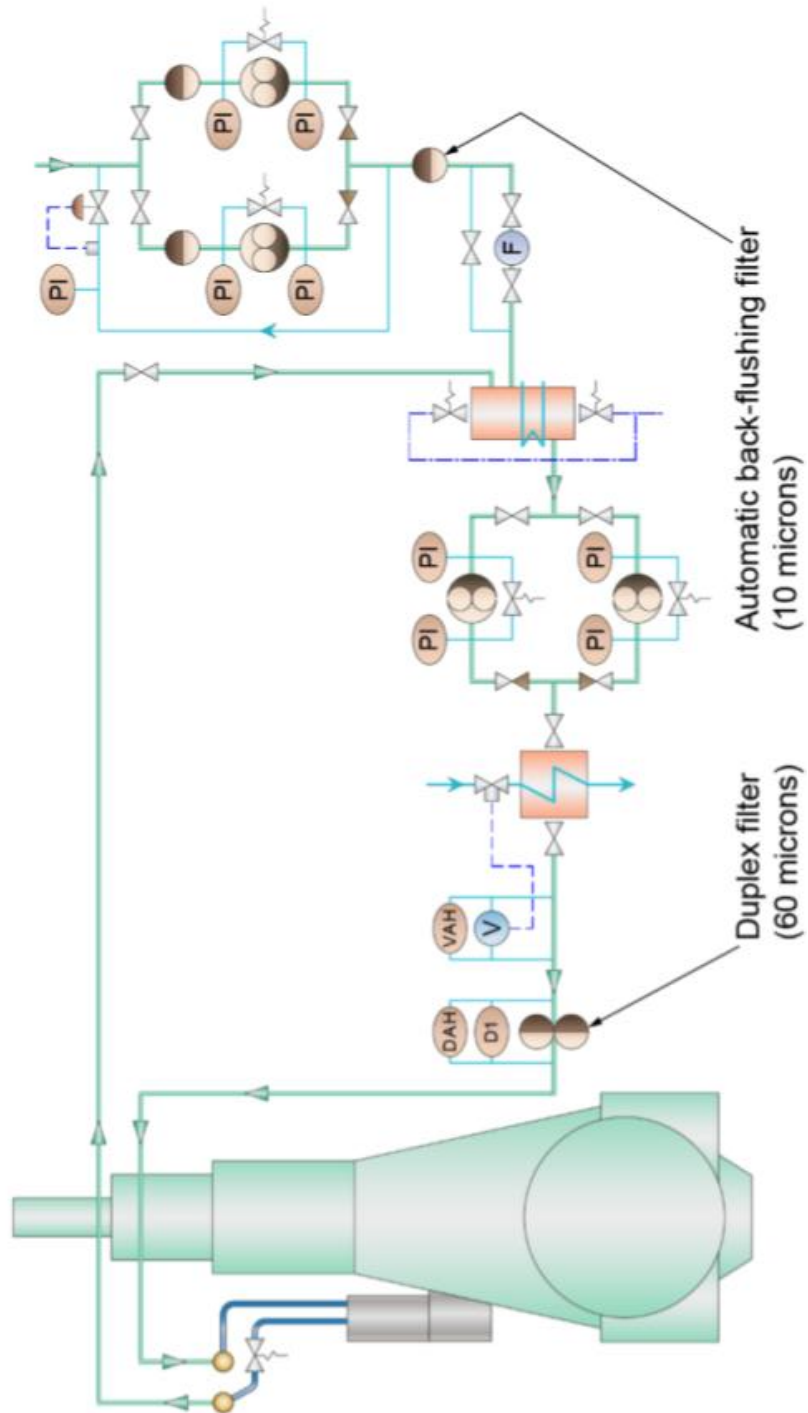 PI
PI
PI
PI
PI
F
PI
PI
PI
PI
VAH
V
DAH
D1
Automatic back-flushing filter
(10 microns)
Duplex filter
(60 microns)